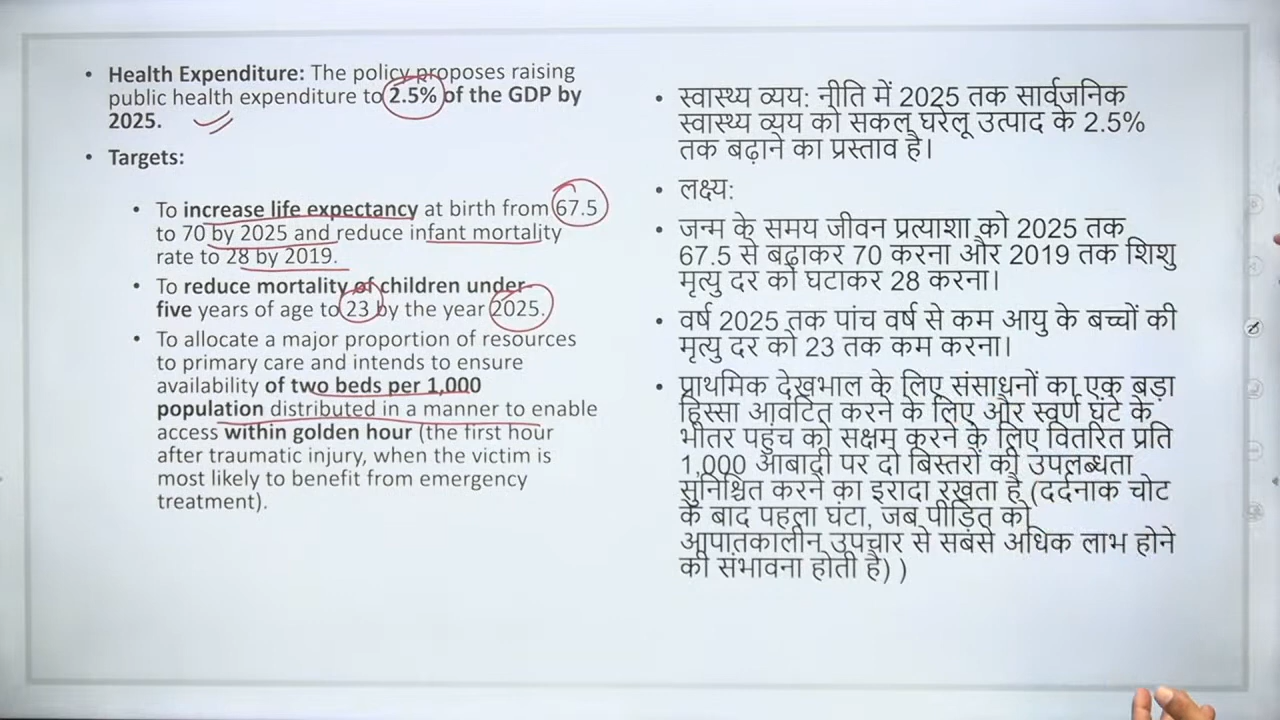 • Health Expenditure: The policy proposes raising
public health expenditure to 2.5% of the GDP by
2025.
• Targets:
• To increase life expectancy at birth from 67.5
to 70 by 2025 and reduce infant mortality
rate to 28 by 2019.
• To reduce mortality of children under
five years of age to 23 by the year 2025.
• To allocate a major proportion of resources
to primary care and intends to ensure
availability of two beds per 1,000
population distributed in a manner to enable
access within golden hour (the first hour
after traumatic injury, when the victim is
most likely to benefit from emergency
treatment).
• स्वास्थ्य व्यय: नीति में 2025 तक सार्वजनिक
स्वास्थ्य व्यय को सकल घरेलू उत्पाद के 2.5%
तक बढ़ाने का प्रस्ताव है।
• लक्ष्य:
• जन्म के समय जीवन प्रत्याशा को 2025 तक
67.5 से बढ़ाकर 70 करना और 2019 तक शिशु
मृत्यु दर को घटाकर 28 करना।
• वर्ष 2025 तक पांच वर्ष से कम आयु के बच्चों की
मृत्यु दर को 23 तक कम करना।
• प्राथमिक देखभाल के लिए संसाधनों का एक बड़ा
हिस्सा आवंटित करने के लिए और स्वर्ण घंटे के
भीतर पहुंच को सक्षम करने के लिए वितरित प्रति
1,000 आबादी पर दो बिस्तरों की उपलब्धता
सुनिश्चित करने का इरादा रखता है (दर्दनाक चोट
के बाद पहला घंटा, जब पीड़ित को
आपातकालीन उपचार से सबसे अधिक लाभ होने
की संभावना होती है) )